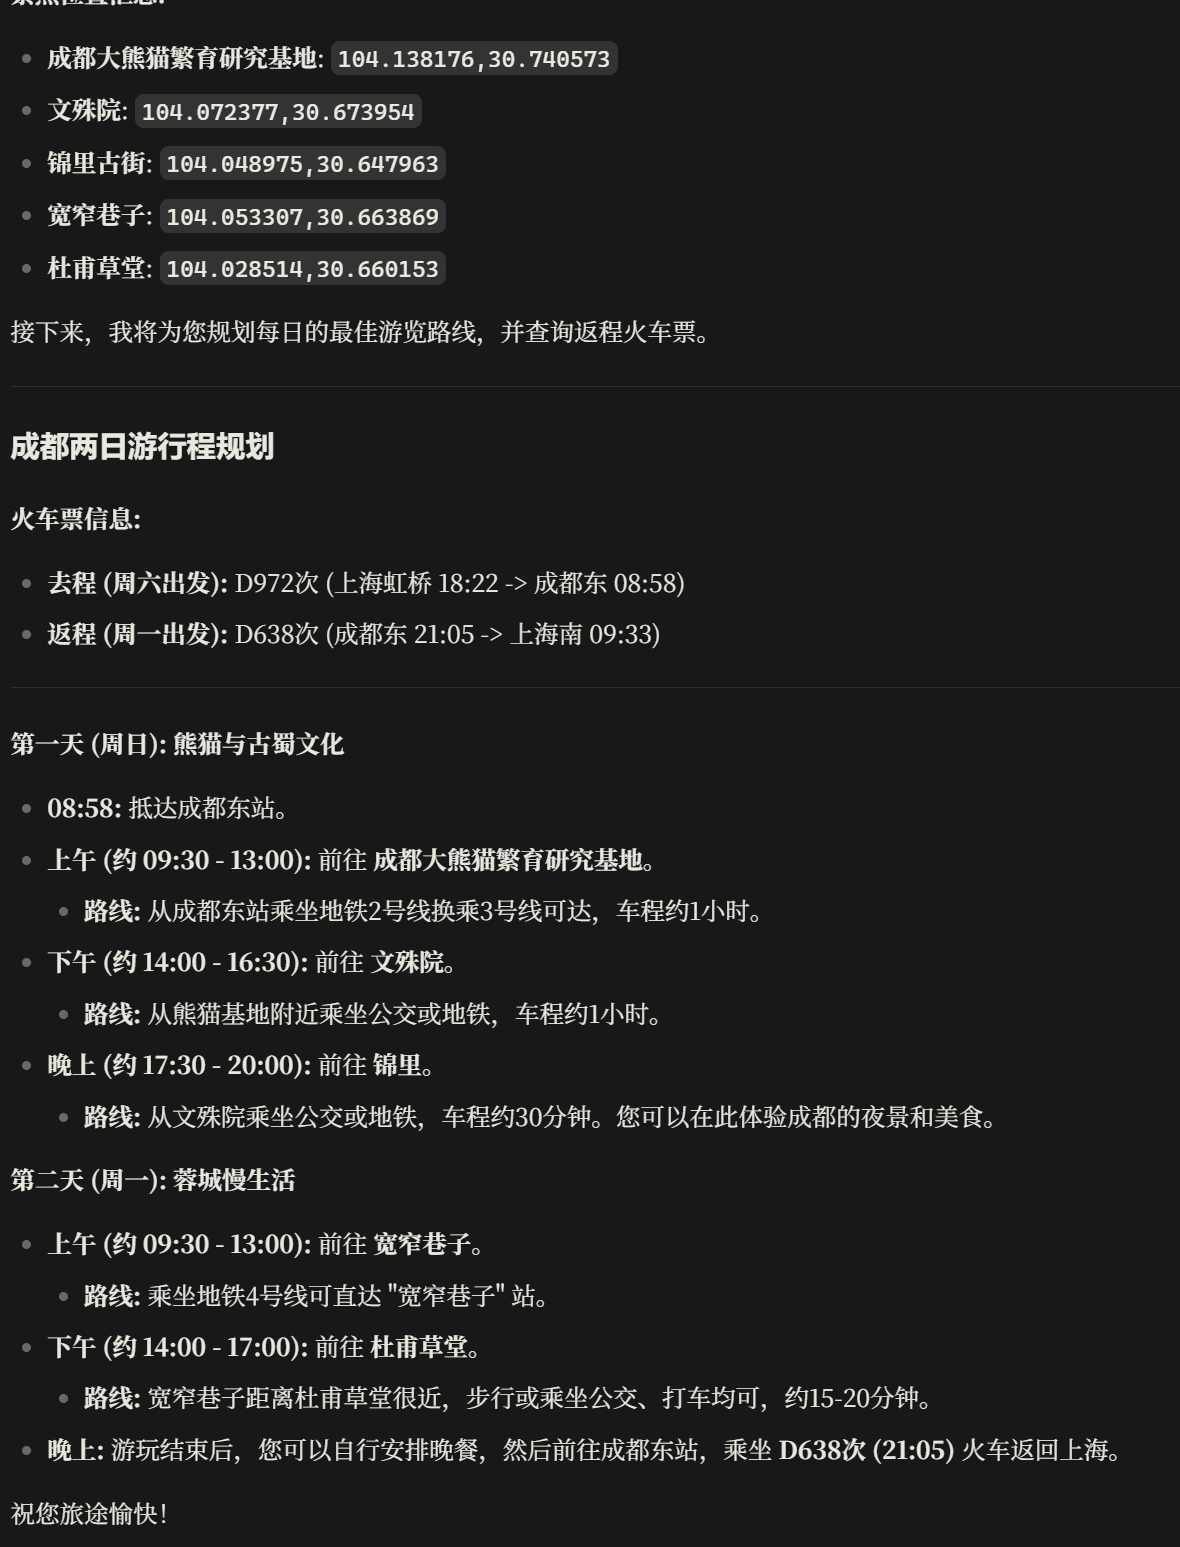 成都大熊猫繁育研究基地: 104.138176,30.740573
文殊院: 104.072377,30.673954
锦里古街: 104.048975,30.647963
宽窄巷子: 104.053307,30.663869
杜甫草堂: 104.028514,30.660153
接下来，我将为您规划每日的最佳游览路线，并查询返程火车票。
成都两日游行程规划
火车票信息:
去程 (周六出发): D972次 (上海虹桥 18:22 -> 成都东 08:58)
返程 (周一出发): D638次 (成都东 21:05 -> 上海南 09:33)
第一天 (周日): 熊猫与古蜀文化
08:58: 抵达成都东站。
上午 (约 09:30 - 13:00): 前往 成都大熊猫繁育研究基地。
路线: 从成都东站乘坐地铁2号线换乘3号线可达，车程约1小时。
下午 (约 14:00 - 16:30): 前往 文殊院。
路线: 从熊猫基地附近乘坐公交或地铁，车程约1小时。
晚上 (约 17:30 - 20:00): 前往 锦里。
路线: 从文殊院乘坐公交或地铁，车程约30分钟。您可以在此体验成都的夜景和美食。
第二天 (周一): 蓉城慢生活
上午 (约 09:30 - 13:00): 前往 宽窄巷子。
路线: 乘坐地铁4号线可直达 "宽窄巷子" 站。
下午 (约 14:00 - 17:00): 前往 杜甫草堂。
路线: 宽窄巷子距离杜甫草堂很近，步行或乘坐公交、打车均可，约15-20分钟。
晚上: 游玩结束后，您可以自行安排晚餐，然后前往成都东站，乘坐 D638次 (21:05) 火车返回上海。
祝您旅途愉快！